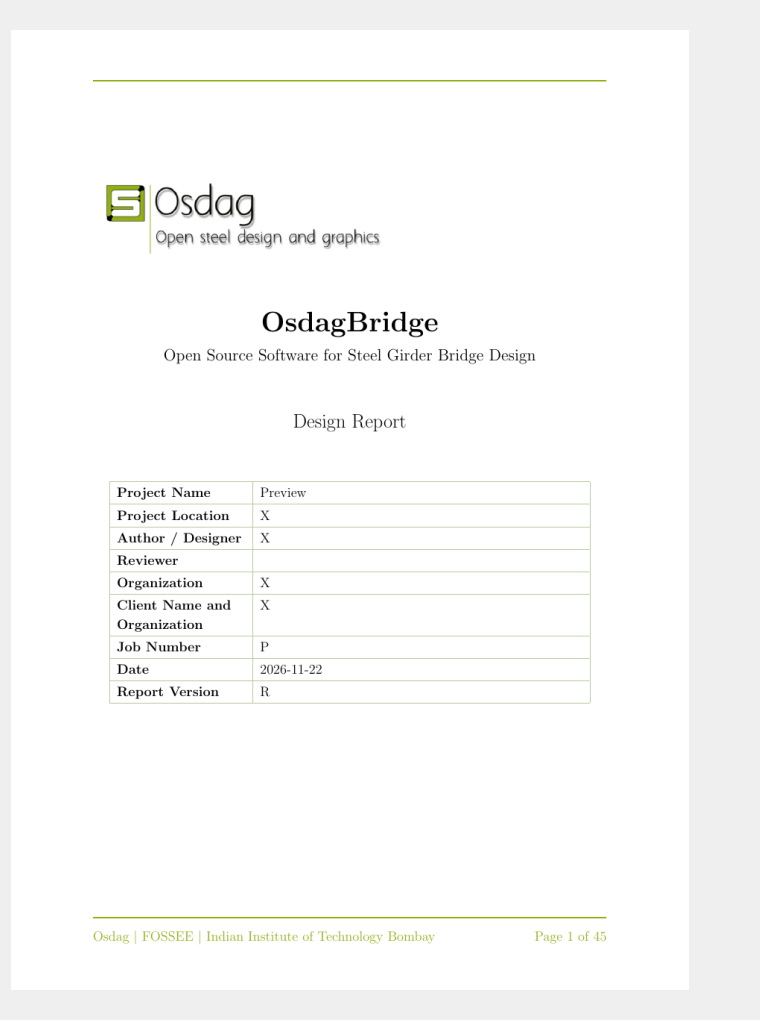 Osdag
Open steel design and graphics
OsdagBridge
Open Source Software for Steel Girder Bridge Design
Design Report
Project Name Preview
Project Location X
Author / Designer X
Reviewer
Organization X
Client Name and X
Organization
Job Number P
Date 2026-11-22
Report Version R
Osdag | FOSSEE | Indian Institute of Technology Bombay Page 1 of 45